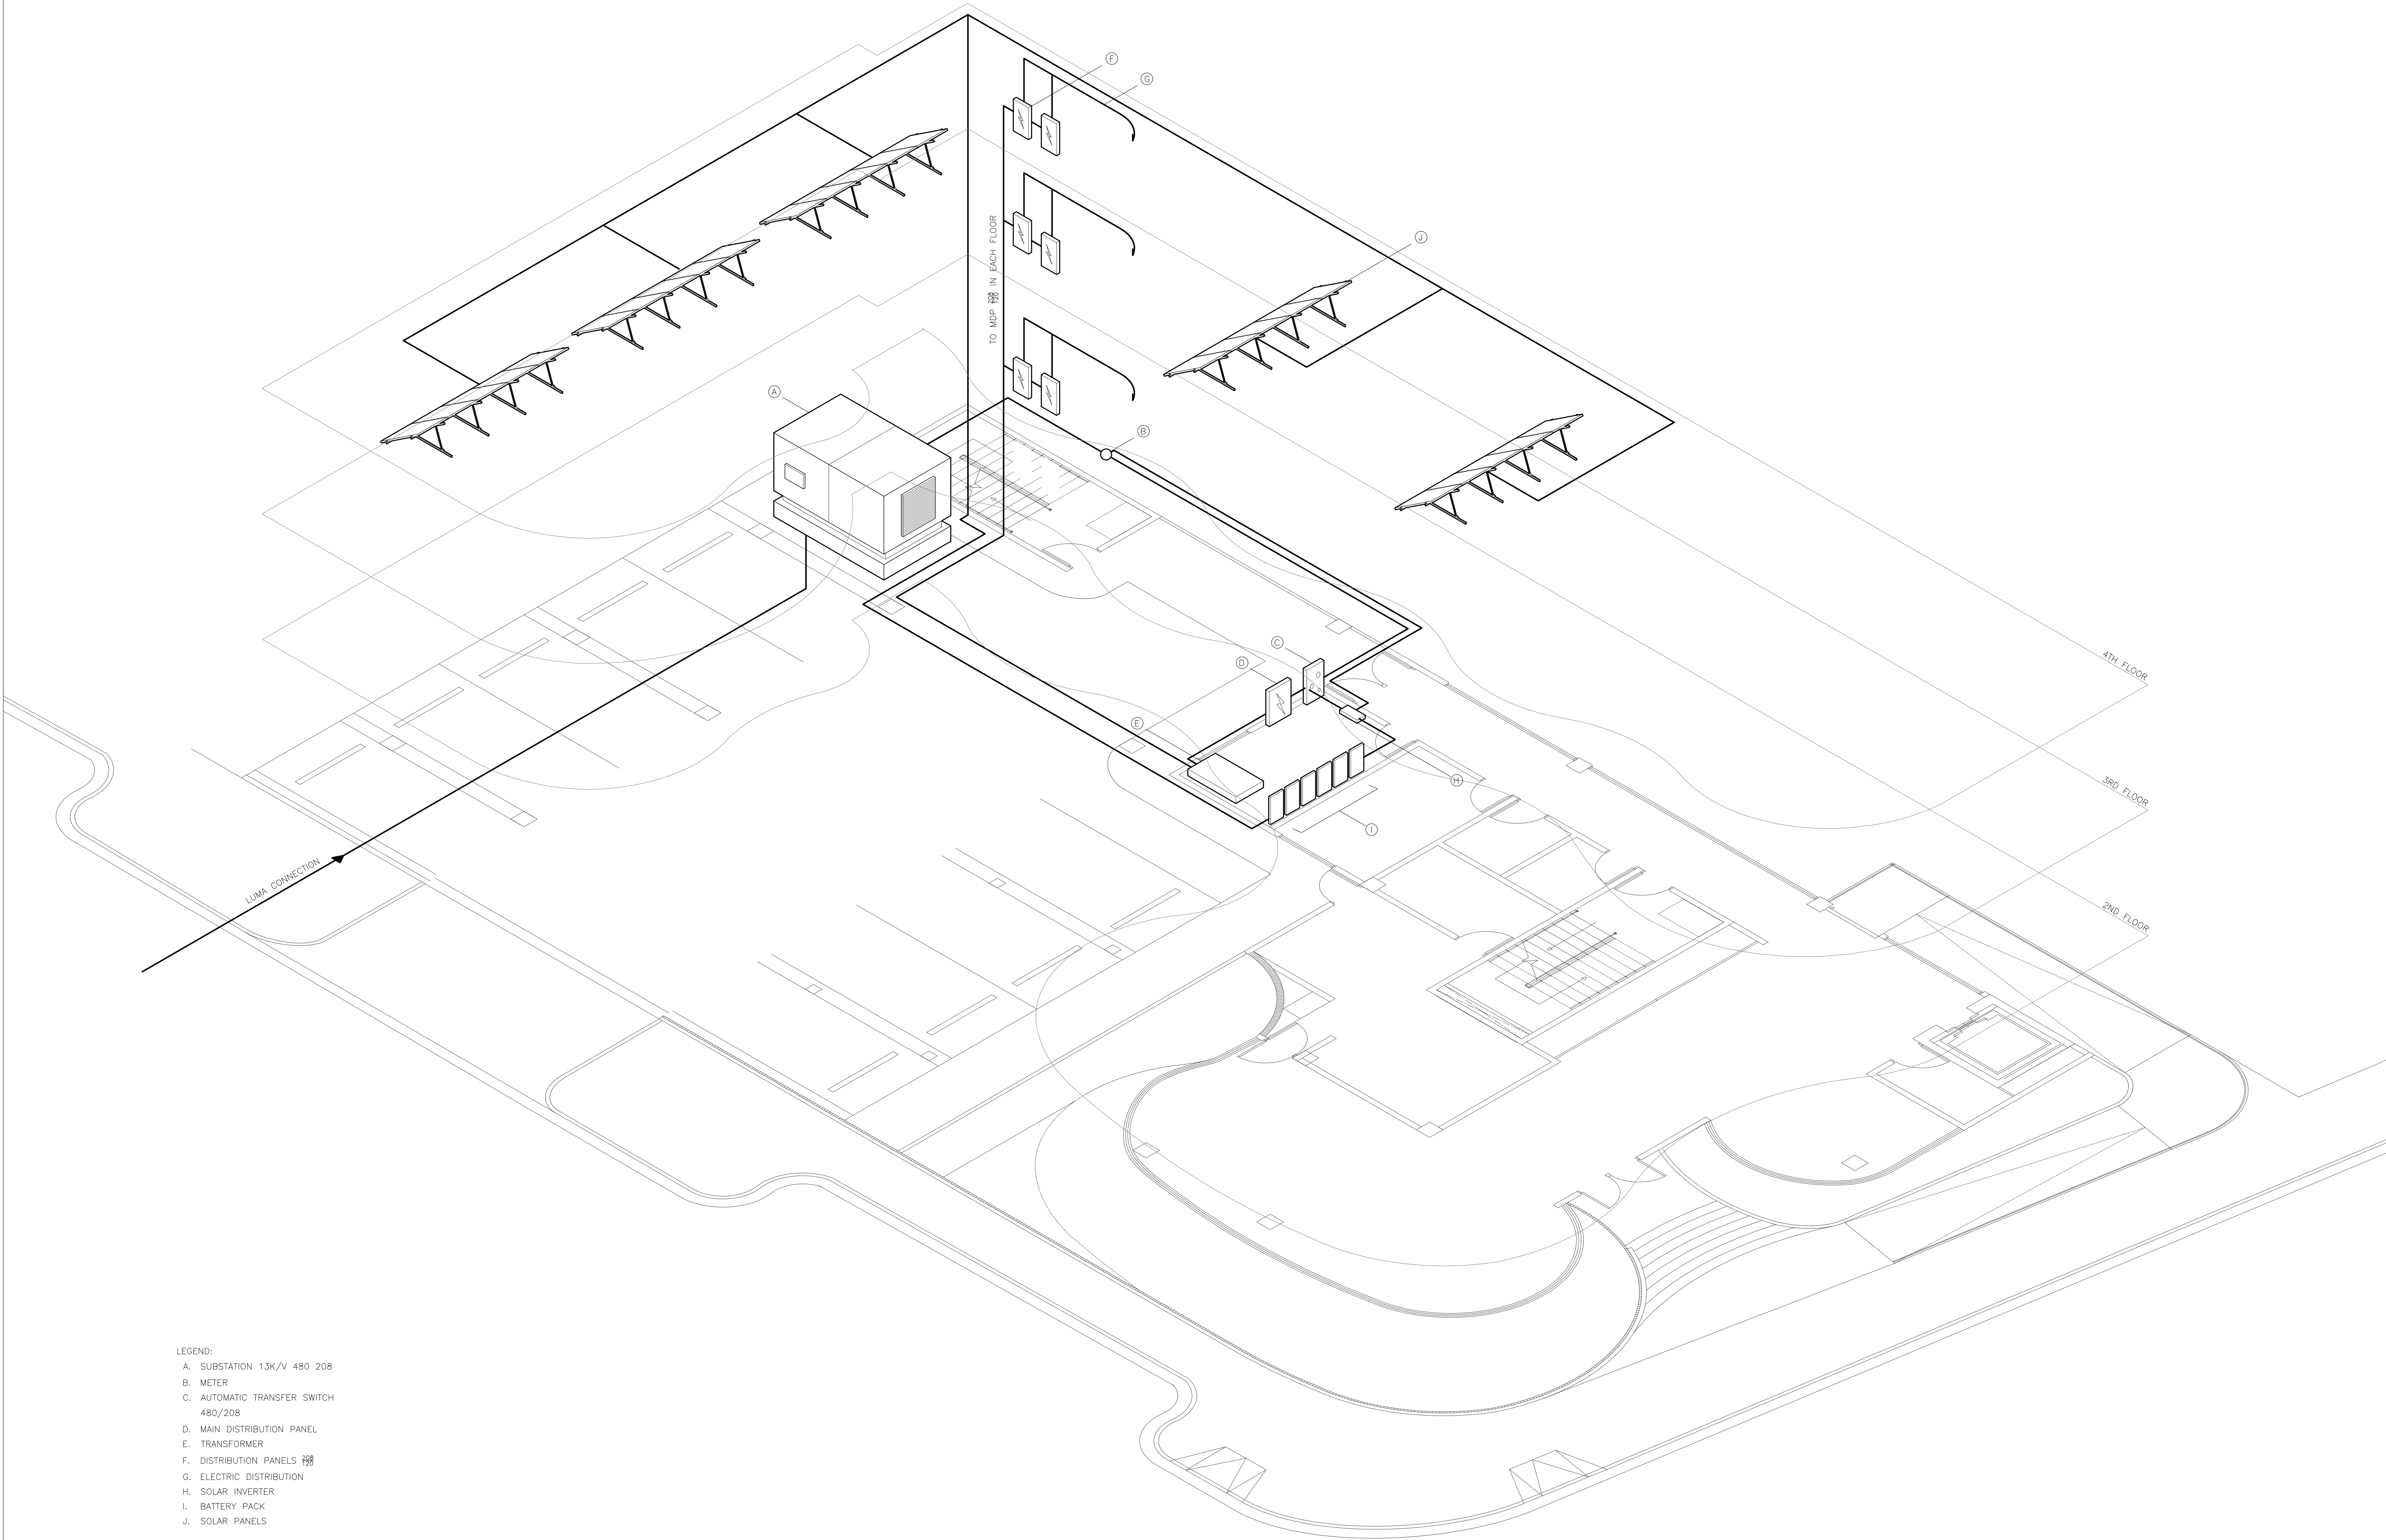 F
G
J
TO MDP 208/120 IN EACH FLOOR
A
B
C
D
E
H
I
4TH FLOOR
3RD FLOOR
2ND FLOOR
LUMA CONNECTION
LEGEND:
A. SUBSTATION 13K/V 480 208
B. METER
C. AUTOMATIC TRANSFER SWITCH
480/208
D. MAIN DISTRIBUTION PANEL
E. TRANSFORMER
F. DISTRIBUTION PANELS 208/120
G. ELECTRIC DISTRIBUTION
H. SOLAR INVERTER
I. BATTERY PACK
J. SOLAR PANELS